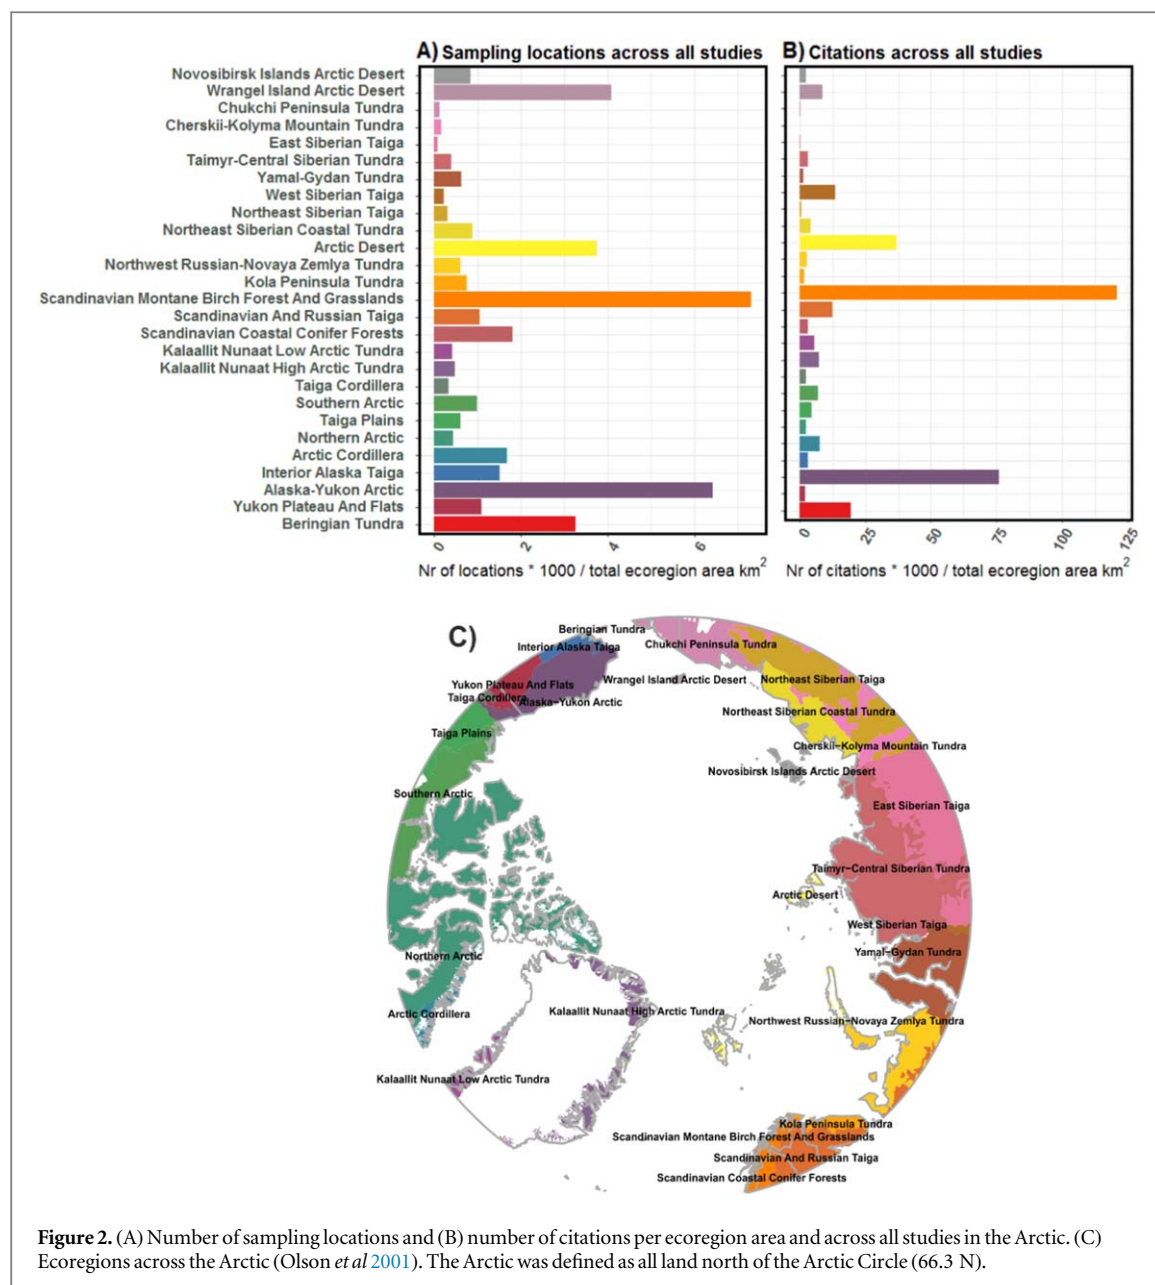 A) Sampling locations across all studies
B) Citations across all studies
Novosibirsk Islands Arctic Desert
Wrangel Island Arctic Desert
Chukchi Peninsula Tundra
Cherskii-Kolyma Mountain Tundra
East Siberian Taiga
Taimyr-Central Siberian Tundra
Yamal-Gydan Tundra
West Siberian Taiga
Northeast Siberian Taiga
Northeast Siberian Coastal Tundra
Arctic Desert
Northwest Russian-Novaya Zemlya Tundra
Kola Peninsula Tundra
Scandinavian Montane Birch Forest And Grasslands
Scandinavian And Russian Taiga
Scandinavian Coastal Conifer Forests
Kalaallit Nunaat Low Arctic Tundra
Kalaallit Nunaat High Arctic Tundra
Taiga Cordillera
Southern Arctic
Taiga Plains
Northern Arctic
Arctic Cordillera
Interior Alaska Taiga
Alaska-Yukon Arctic
Yukon Plateau And Flats
Beringian Tundra
0 2 4 6
0 25 50 75 100 125
Nr of locations * 1000 / total ecoregion area km²
Nr of citations * 1000 / total ecoregion area km²
C)
Beringian Tundra
Interior Alaska Taiga
Chukchi Peninsula Tundra
Wrangel Island Arctic Desert
Northeast Siberian Taiga
Yukon Plateau And Flats
Taiga Cordillera
Alaska-Yukon Arctic
Northeast Siberian Coastal Tundra
Taiga Plains
Cherskii-Kolyma Mountain Tundra
Novosibirsk Islands Arctic Desert
Southern Arctic
East Siberian Taiga
Taimyr-Central Siberian Tundra
Arctic Desert
West Siberian Taiga
Yamal-Gydan Tundra
Northern Arctic
Arctic Cordillera
Kalaallit Nunaat High Arctic Tundra
Northwest Russian-Novaya Zemlya Tundra
Kalaallit Nunaat Low Arctic Tundra
Kola Peninsula Tundra
Scandinavian Montane Birch Forest And Grasslands
Scandinavian And Russian Taiga
Scandinavian Coastal Conifer Forests
Figure 2. (A) Number of sampling locations and (B) number of citations per ecoregion area and across all studies in the Arctic. (C)
Ecoregions across the Arctic (Olson et al 2001). The Arctic was defined as all land north of the Arctic Circle (66.3 N).